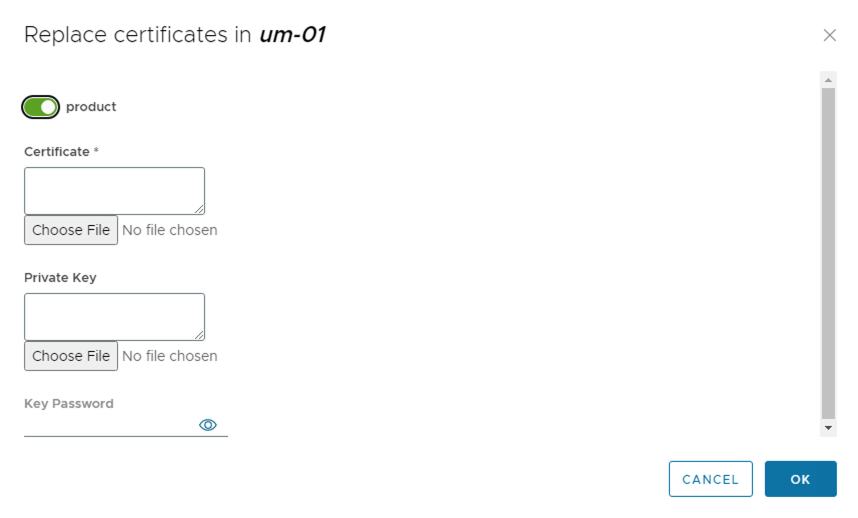 Replace certificates in um-01
product
Certificate *
Choose File No file chosen
Private Key
Choose File No file chosen
Key Password
CANCEL OK